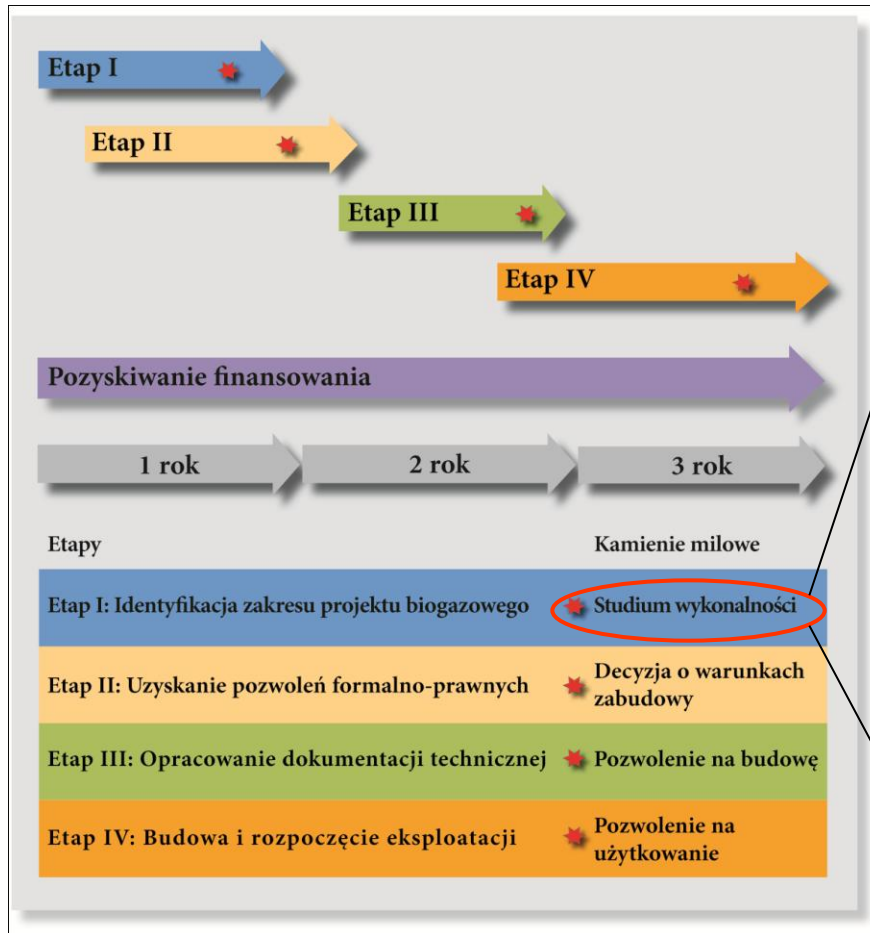 Etap I
Etap II
Etap III
Etap IV
Pozyskiwanie finansowania
1 rok
2 rok
3 rok
Etapy
Kamienie milowe
Etap I: Identyfikacja zakresu projektu biogazowego
Studium wykonalności
Etap II: Uzyskanie pozwoleń formalno-prawnych
Decyzja o warunkach
zabudowy
Etap III: Opracowanie dokumentacji technicznej
Pozwolenie na budowę
Etap IV: Budowa i rozpoczęcie eksploatacji
Pozwolenie na
użytkowanie